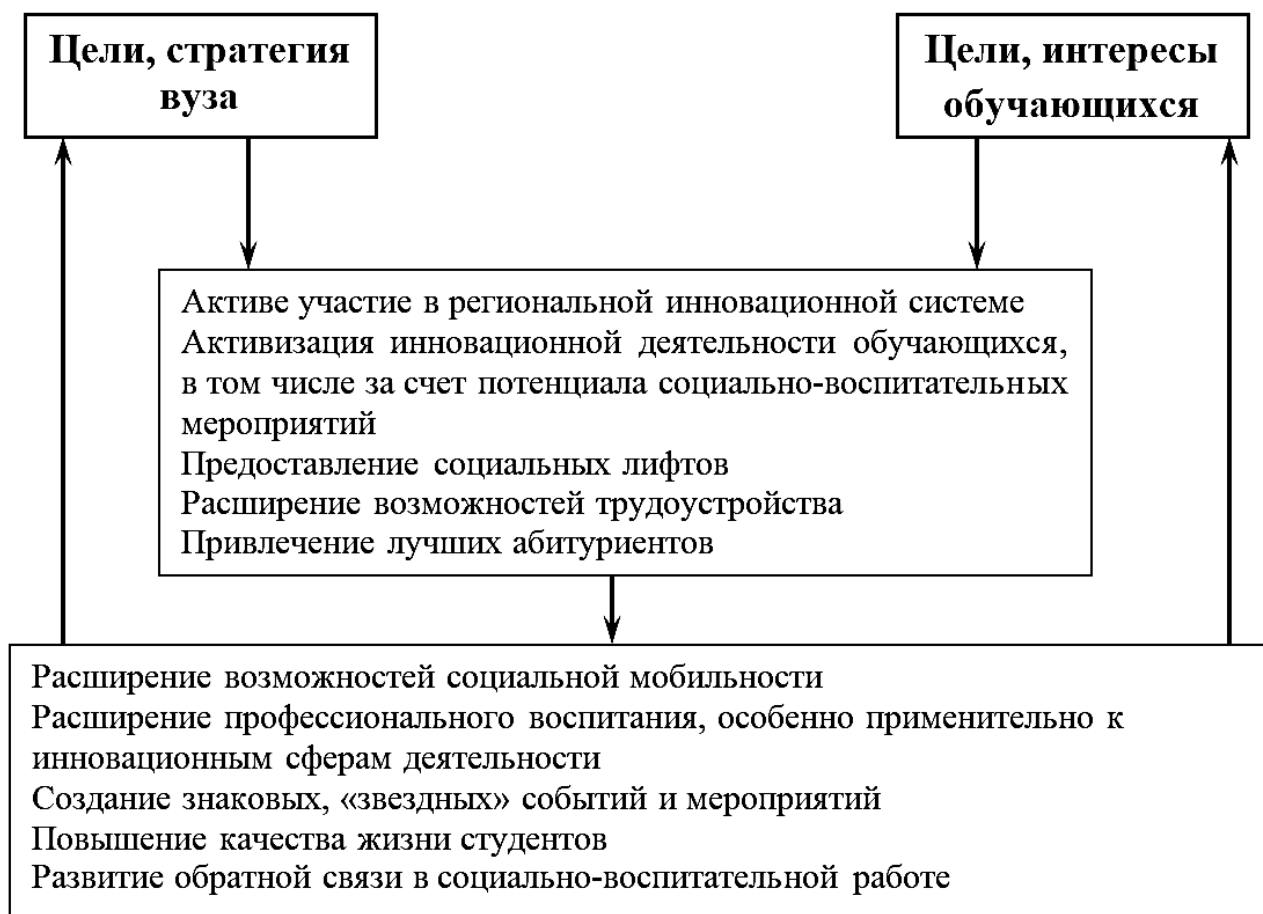 Цели, стратегия
вуза
Цели, интересы
обучающихся
Активе участие в региональной инновационной системе
Активизация инновационной деятельности обучающихся,
в том числе за счет потенциала социально-воспитательных
мероприятий
Предоставление социальных лифтов
Расширение возможностей трудоустройства
Привлечение лучших абитуриентов
Расширение возможностей социальной мобильности
Расширение профессионального воспитания, особенно применительно к
инновационным сферам деятельности
Создание знаковых, «звездных» событий и мероприятий
Повышение качества жизни студентов
Развитие обратной связи в социально-воспитательной работе